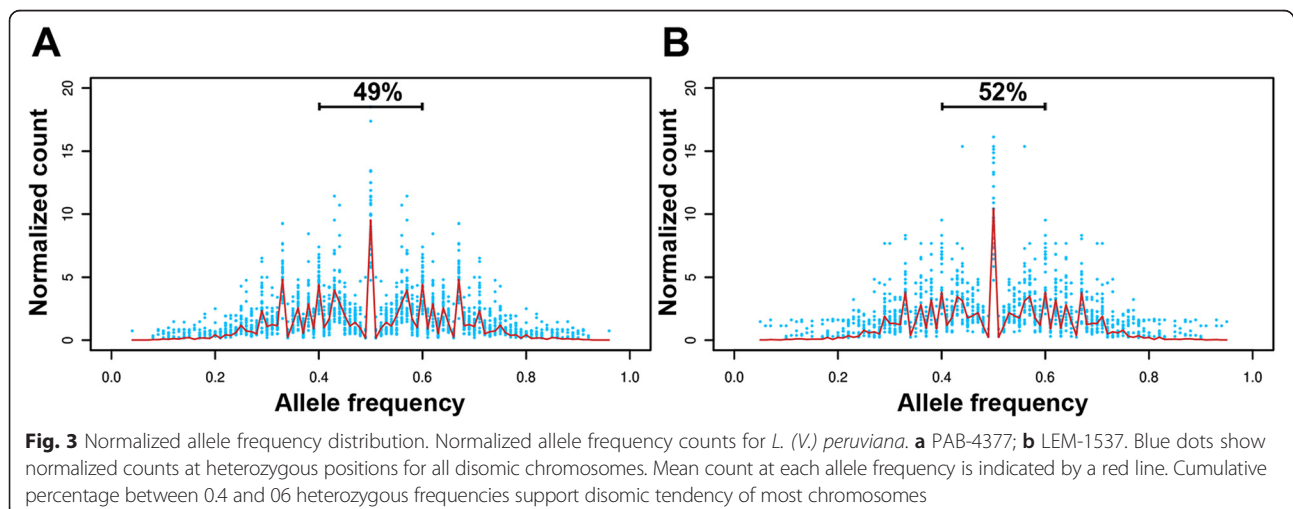 A
B
49%
52%
Normalized count
20
15
10
5
0
0.0 0.2 0.4 0.6 0.8 1.0
Allele frequency
Normalized count
20
15
10
5
0
0.0 0.2 0.4 0.6 0.8 1.0
Allele frequency
Fig. 3 Normalized allele frequency distribution. Normalized allele frequency counts for L. (V.) peruviana. a PAB-4377; b LEM-1537. Blue dots show
normalized counts at heterozygous positions for all disomic chromosomes. Mean count at each allele frequency is indicated by a red line. Cumulative
percentage between 0.4 and 06 heterozygous frequencies support disomic tendency of most chromosomes